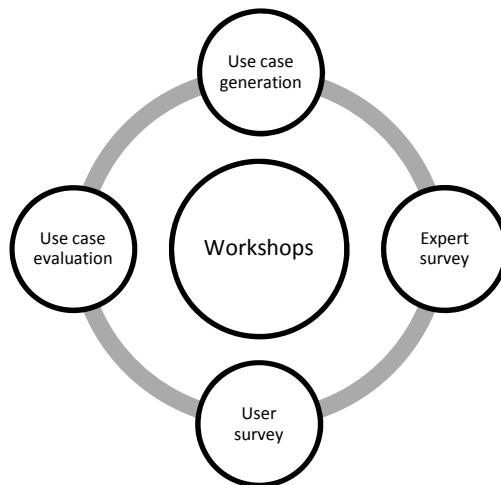 Use case
generation
Use case
evaluation
Workshops
Expert
survey
User
survey